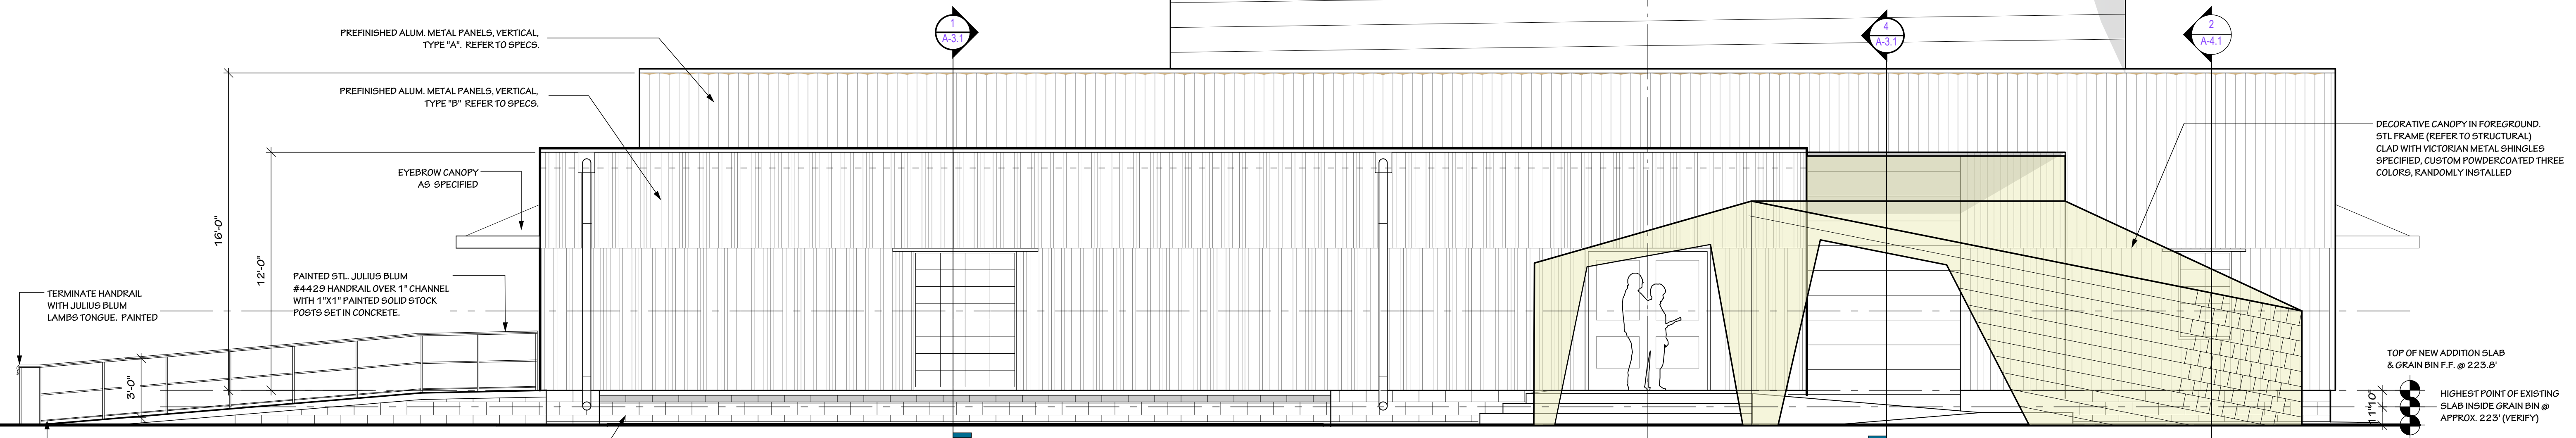 PREFINISHED ALUM. METAL PANELS, VERTICAL,
TYPE "A". REFER TO SPECS.
1
A-3.1
4
A-3.1
2
A-4.1
PREFINISHED ALUM. METAL PANELS, VERTICAL,
TYPE "B" REFER TO SPECS.
DECORATIVE CANOPY IN FOREGROUND.
STL FRAME (REFER TO STRUCTURAL)
CLAD WITH VICTORIAN METAL SHINGLES
SPECIFIED, CUSTOM POWDERCOATED THREE
COLORS, RANDOMLY INSTALLED
EYEBROW CANOPY
AS SPECIFIED
16'-0"
12'-0"
PAINTED STL. JULIUS BLUM
#4429 HANDRAIL OVER 1" CHANNEL
WITH 1"X1" PAINTED SOLID STOCK
POSTS SET IN CONCRETE.
TERMINATE HANDRAIL
WITH JULIUS BLUM
LAMBS TONGUE. PAINTED
3'-0"
TOP OF NEW ADDITION SLAB
& GRAIN BIN F.F. @ 223.8'
1'-10"
HIGHEST POINT OF EXISTING
SLAB INSIDE GRAIN BIN @
APPROX. 223' (VERIFY)